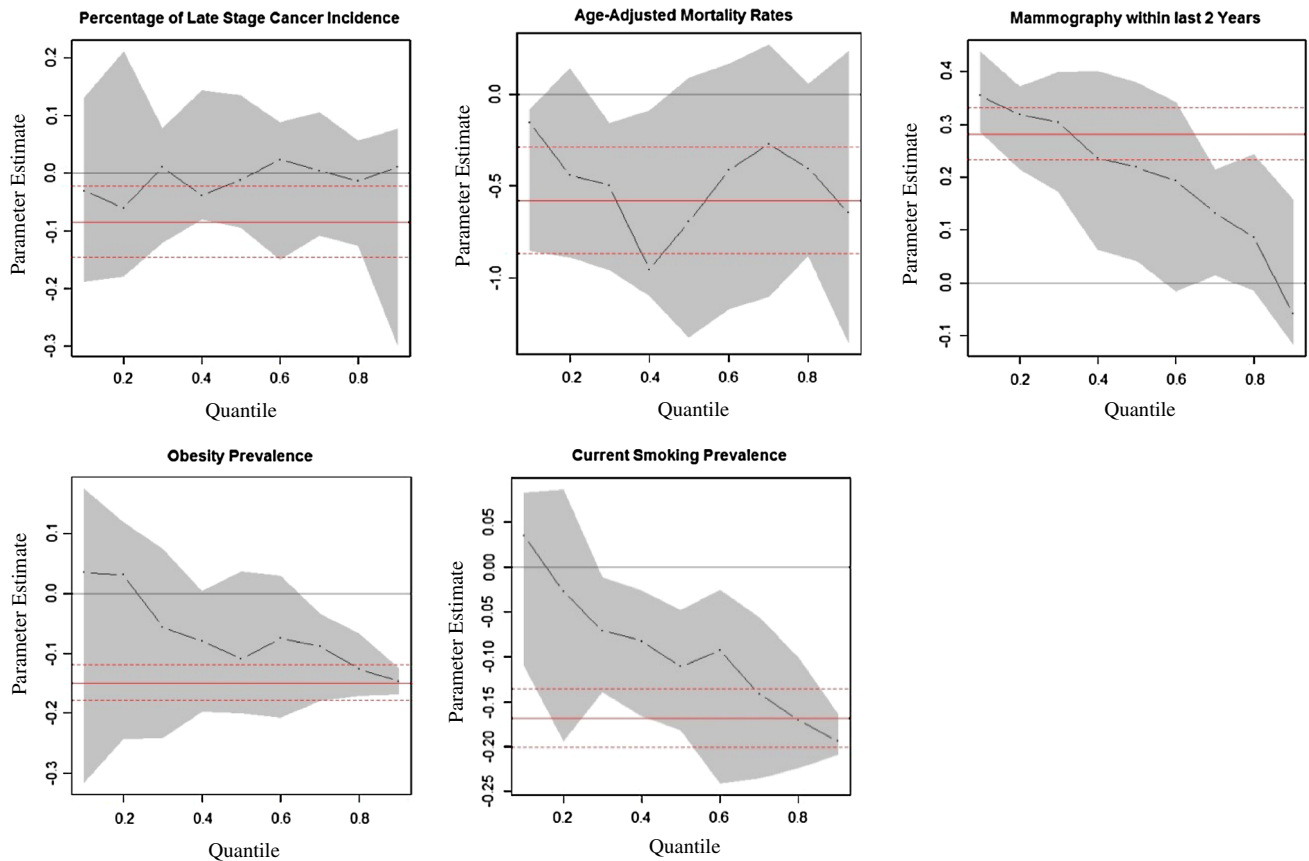 Percentage of Late Stage Cancer Incidence
Parameter Estimate
0.2
0.1
0.0
-0.1
-0.2
-0.3
0.2 0.4 0.6 0.8
Quantile
Age-Adjusted Mortality Rates
Parameter Estimate
0.0
-0.5
-1.0
0.2 0.4 0.6 0.8
Quantile
Mammography within last 2 Years
Parameter Estimate
0.4
0.3
0.2
0.1
0.0
-0.1
0.2 0.4 0.6 0.8
Quantile
Obesity Prevalence
Parameter Estimate
0.1
0.0
-0.1
-0.2
-0.3
0.2 0.4 0.6 0.8
Quantile
Current Smoking Prevalence
Parameter Estimate
0.05
0.00
-0.05
-0.10
-0.15
-0.20
-0.25
0.2 0.4 0.6 0.8
Quantile